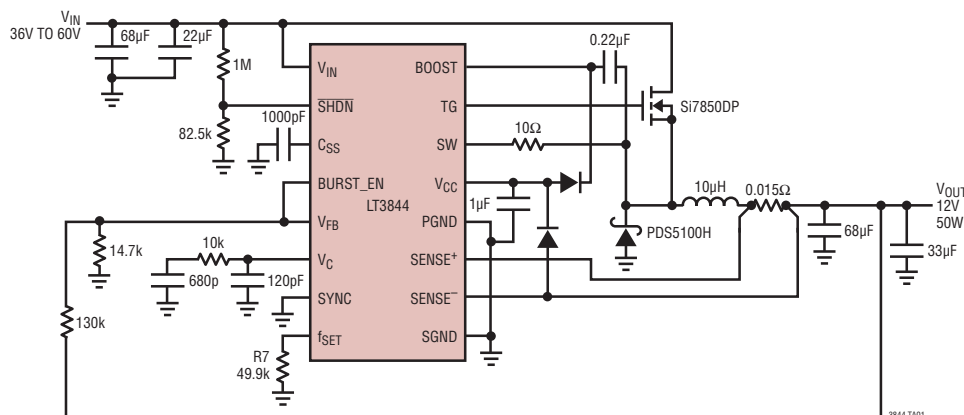 V_IN
36V TO 60V
68µF
22µF
1M
82.5k
1000pF
V_IN
SHDN
C_SS
BURST_EN
V_FB
V_C
SYNC
f_SET
LT3844
BOOST
TG
SW
V_CC
PGND
SENSE+
SENSE–
SGND
0.22µF
Si7850DP
10Ω
1µF
10µH
0.015Ω
PDS5100H
68µF
V_OUT
12V
50W
33µF
14.7k
10k
680p
120pF
130k
R7
49.9k
3844 TA01